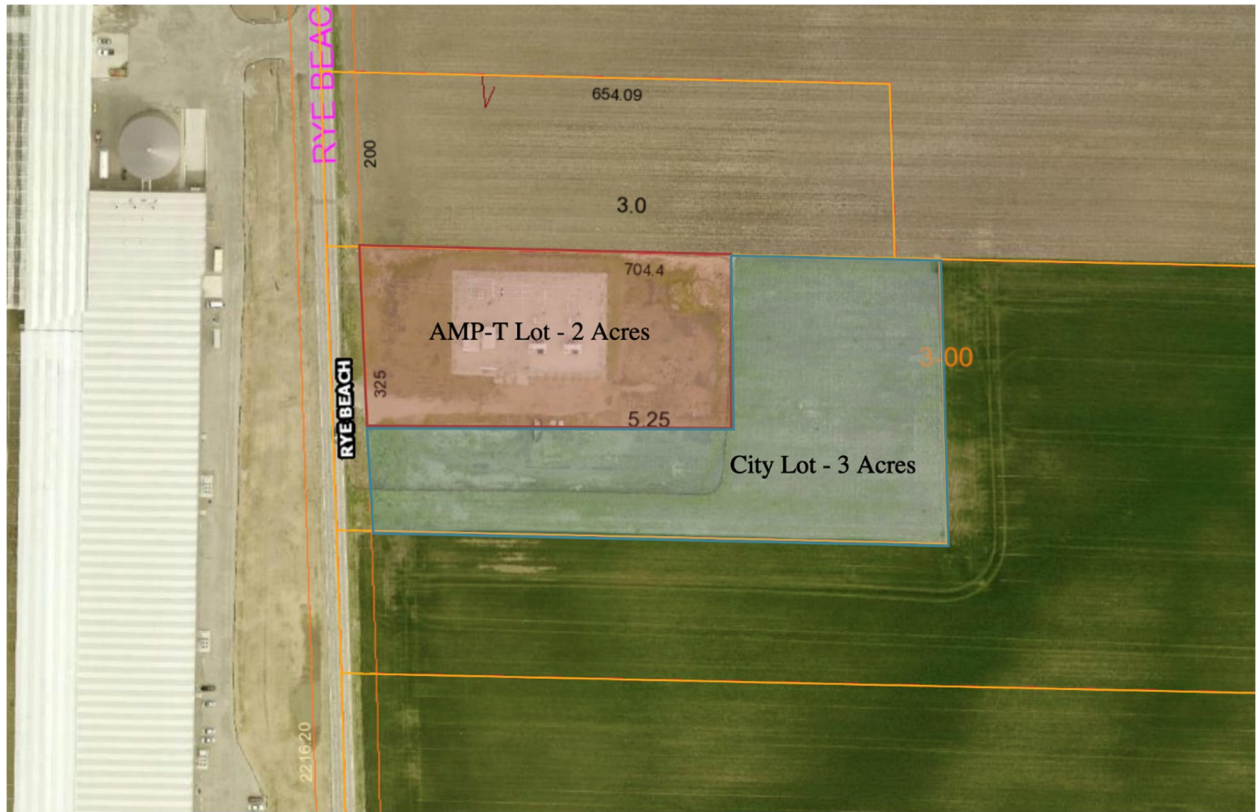 RYE BEAC
654.09
200
3.0
704.4
AMP-T Lot - 2 Acres
3.00
325
RYE BEACH
5.25
City Lot - 3 Acres
2216.20